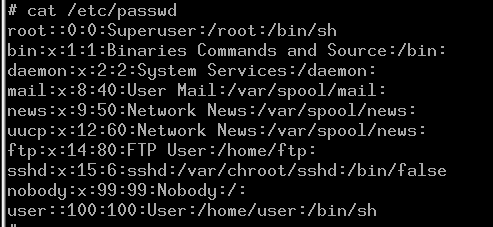 # cat /etc/passwd
root::0:0:Superuser:/root:/bin/sh
bin:x:1:1:Binaries Commands and Source:/bin:
daemon:x:2:2:System Services:/daemon:
mail:x:8:40:User Mail:/var/spool/mail:
news:x:9:50:Network News:/var/spool/news:
uucp:x:12:60:Network News:/var/spool/news:
ftp:x:14:80:FTP User:/home/ftp:
sshd:x:15:6:sshd:/var/chroot/sshd:/bin/false
nobody:x:99:99:Nobody:/:
user::100:100:User:/home/user:/bin/sh
#